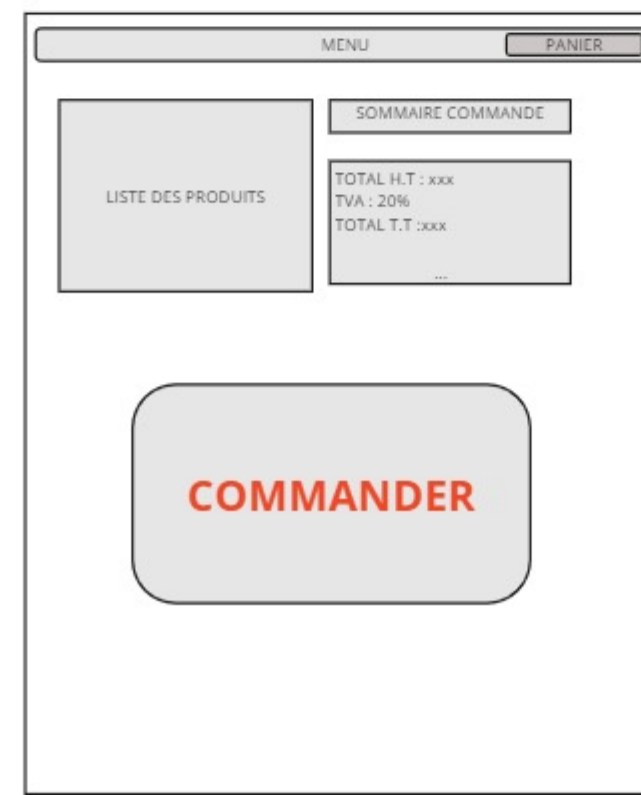 MENU
PANIER
LISTE DES PRODUITS
SOMMAIRE COMMANDE
TOTAL H.T : xxx
TVA : 20%
TOTAL T.T :xxx
...
COMMANDER